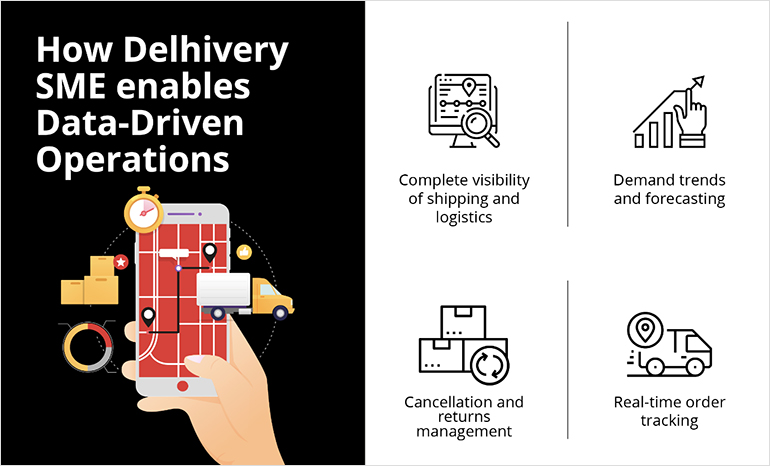 How Delhivery
SME enables
Data-Driven
Operations
Complete visibility
of shipping and
logistics
Demand trends
and forecasting
Cancellation and
returns
management
Real-time order
tracking